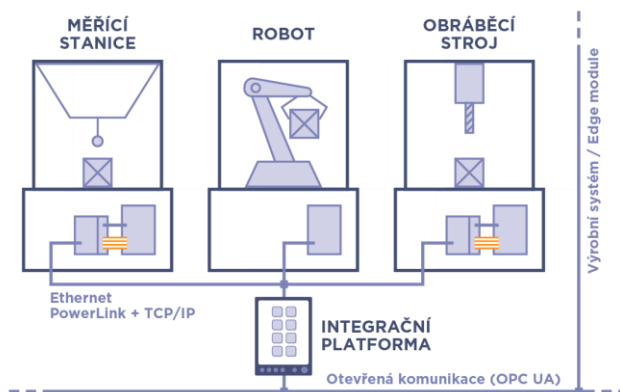 MĚŘÍCÍ
STANICE
ROBOT
OBRÁBĚCÍ
STROJ
Výrobní systém / Edge module
Ethernet
PowerLink + TCP/IP
INTEGRAČNÍ
PLATFORMA
Otevřená komunikace (OPC UA)